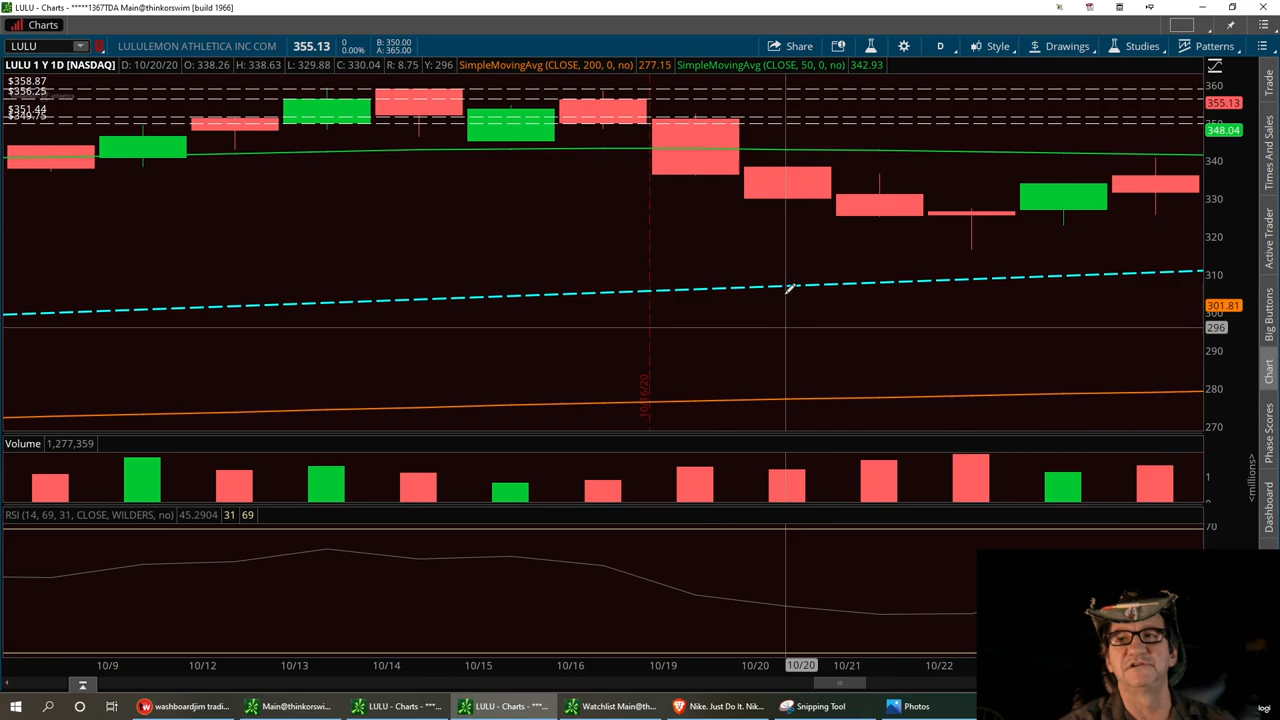 LULU - Charts - *****1367TDA Main@thinkorswim [build 1966]
Charts
LULU LULULEMON ATHLETICA INC COM 355.13 0 0.00% B: 350.00 A: 365.00 Share D Style Drawings Studies Patterns
LULU 1 Y 1D [NASDAQ] D: 10/20/20 O: 338.26 H: 338.63 L: 329.88 C: 330.04 R: 8.75 Y: 296 SimpleMovingAvg (CLOSE, 200, 0, no) 277.15 SimpleMovingAvg (CLOSE, 50, 0, no) 342.93
$358.87
$356.25
$351.44
$349.75
360
355.13
350
348.04
340
330
320
310
301.81
300
296
290
280
270
10/16/20
Volume 1,277,359
1
0
<millions>
RSI (14, 69, 31, CLOSE, WILDERS, no) 45.2904 31 69
70
10/9 10/12 10/13 10/14 10/15 10/16 10/19 10/20 10/20 10/21 10/22
Trade
Times And Sales
Active Trader
Big Buttons
Chart
Phase Scores
Dashboard
washboardjim tradi... Main@thinkorswi... LULU - Charts - *** ... LULU - Charts - *** ... Watchlist Main@th... Nike. Just Do It. Nik... Snipping Tool Photos
logi